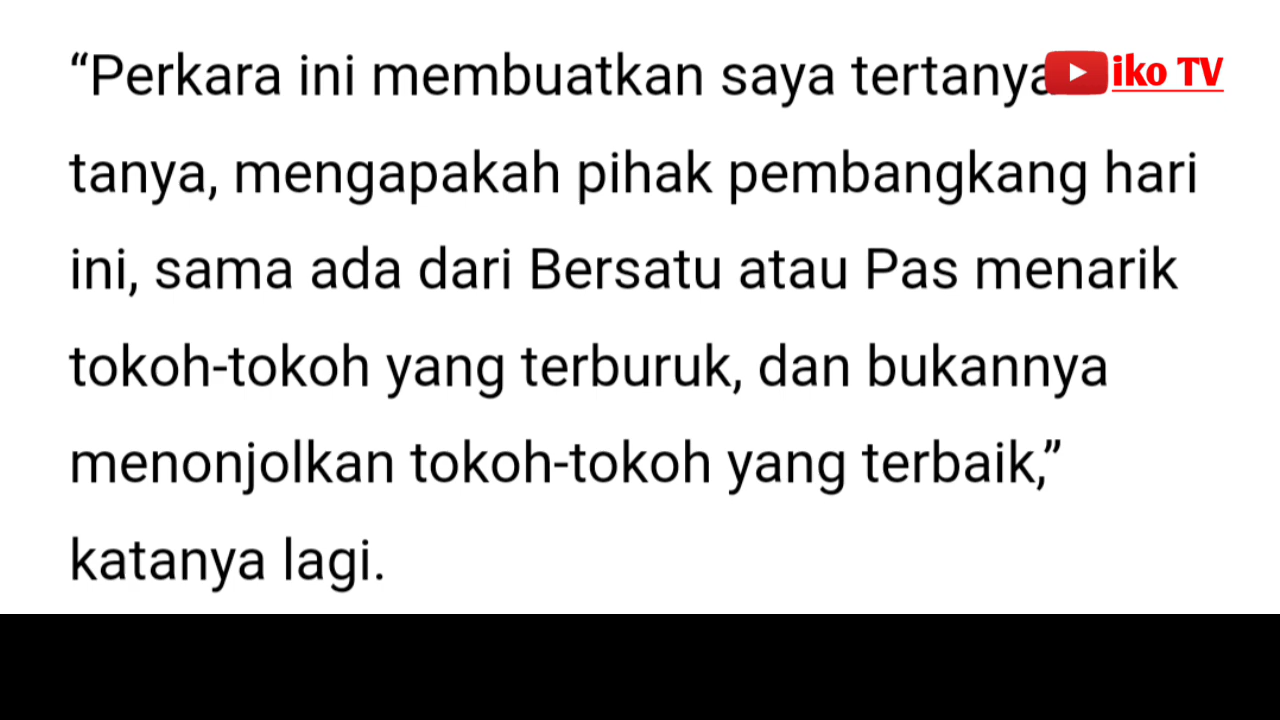 “Perkara ini membuatkan saya tertanya
iko TV
tanya, mengapakah pihak pembangkang hari
ini, sama ada dari Bersatu atau Pas menarik
tokoh-tokoh yang terburuk, dan bukannya
menonjolkan tokoh-tokoh yang terbaik,”
katanya lagi.